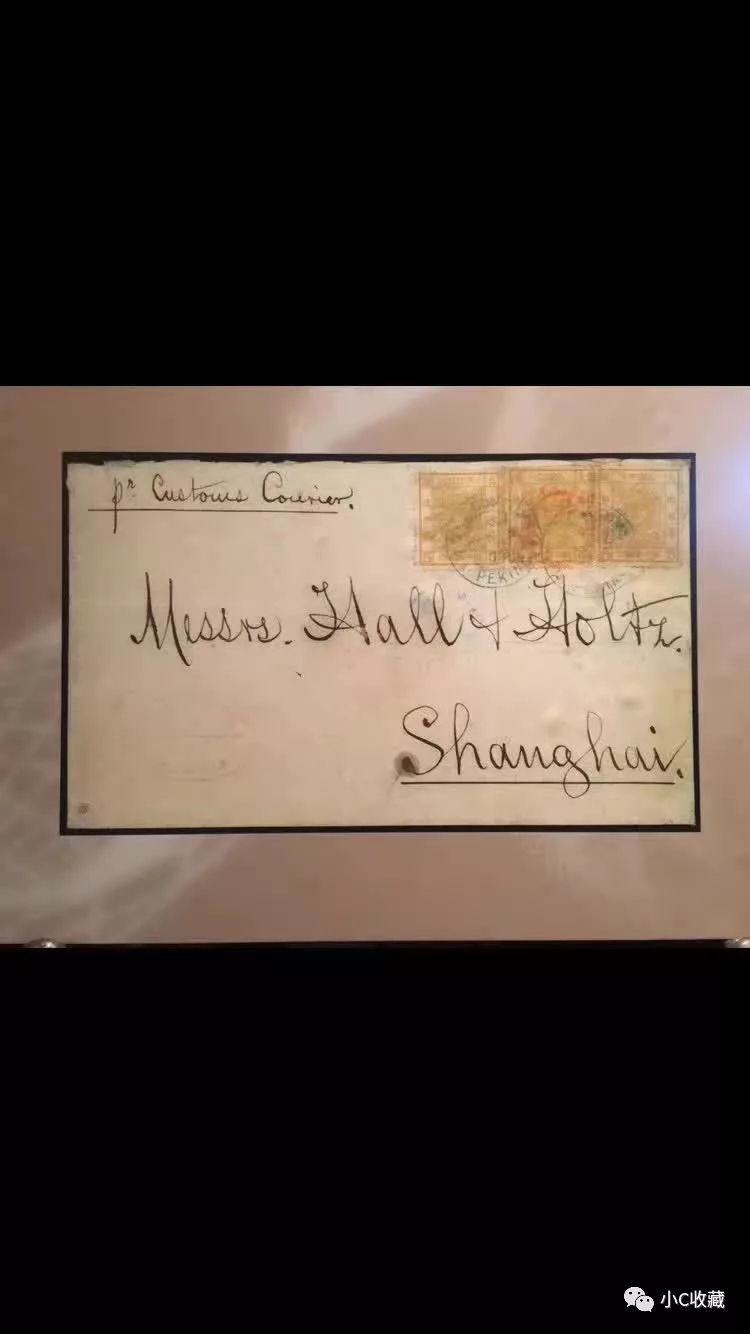 pr Customs Courier.
PEKIN
Messrs. Hall & Holtz.
Shanghai.
小C收藏